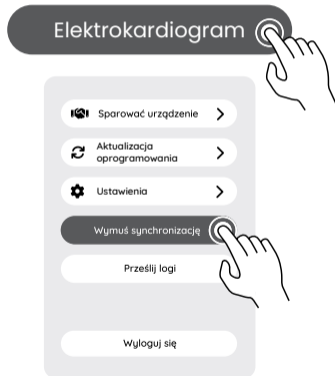 Elektrokardiogram
Sparować urządzenie
Aktualizacja
oprogramowania
Ustawienia
Wymuś synchronizację
Prześlij logi
Wyloguj się